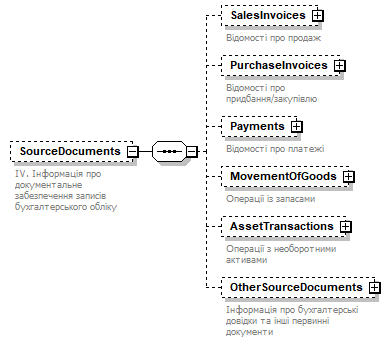 SalesInvoices
Відомості про продаж
PurchaseInvoices
Відомості про
придбання/закупівлю
Payments
Відомості про платежі
SourceDocuments
IV. Інформація про
документальне
забезпечення записів
бухгалтерського обліку
MovementOfGoods
Операції із запасами
AssetTransactions
Операції з необоротними
активами
OtherSourceDocuments
Інформація про бухгалтерські
довідки та інші первинні
документи